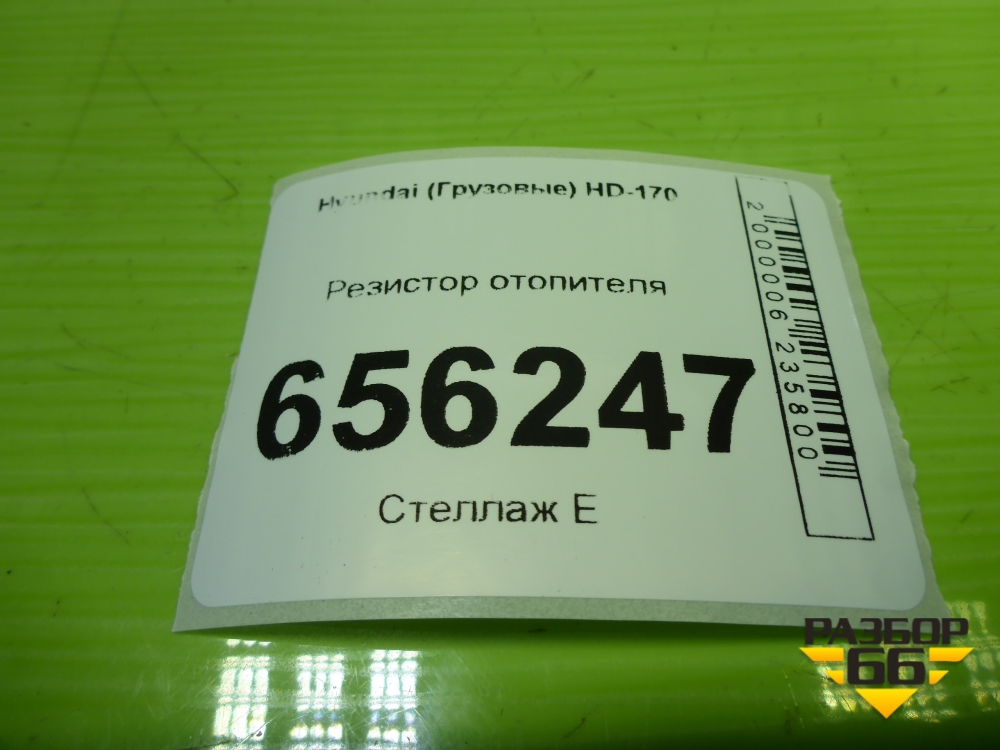 Hyundai (Грузовые) HD-170
Резистор отопителя
656247
Стеллаж Е
2000006235800
РАЗБОР
66